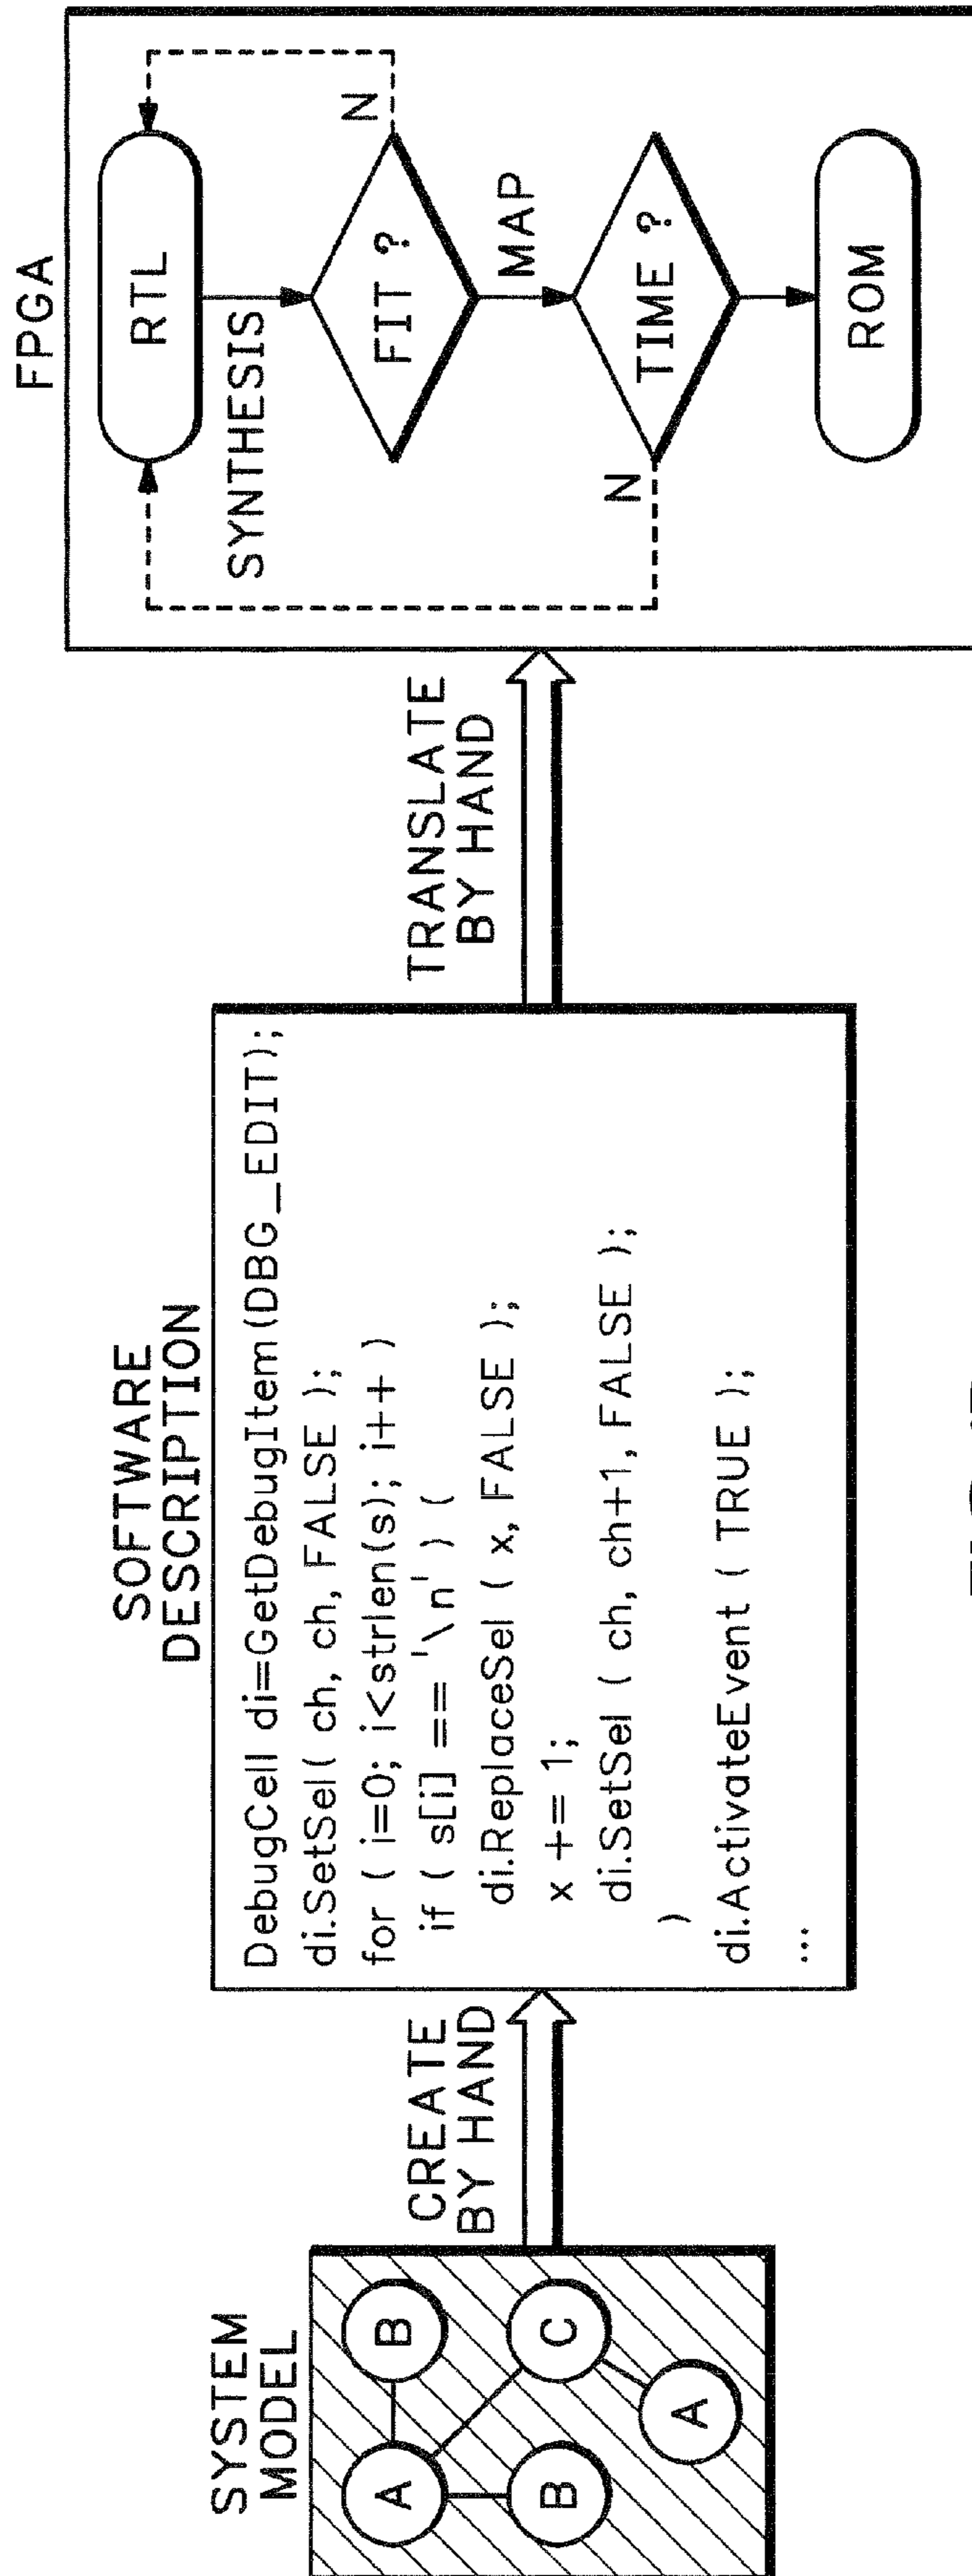 SYSTEM
MODEL
A
B
B
C
A
CREATE
BY HAND
SOFTWARE
DESCRIPTION
DebugCell di=GetDebugItem(DBG_EDIT);
di.SetSel( ch, ch, FALSE );
for ( i=0; i<strlen(s); i++ )
if ( s[i] == '\n' ) (
di.ReplaceSel ( x, FALSE );
x += 1;
di.SetSel ( ch, ch+1, FALSE );
)
di.ActivateEvent ( TRUE );
...
TRANSLATE
BY HAND
FPGA
RTL
SYNTHESIS
FIT ?
N
MAP
TIME ?
N
ROM